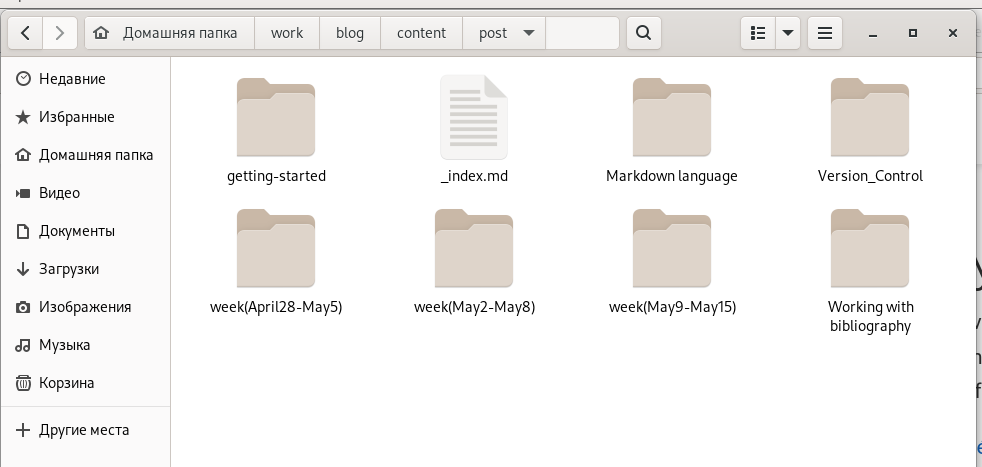 Домашняя папка work blog content post
Недавние
Избранные
Домашняя папка
Видео
Документы
Загрузки
Изображения
Музыка
Корзина
Другие места
getting-started _index.md Markdown language Version_Control
week(April28-May5) week(May2-May8) week(May9-May15) Working with
bibliography